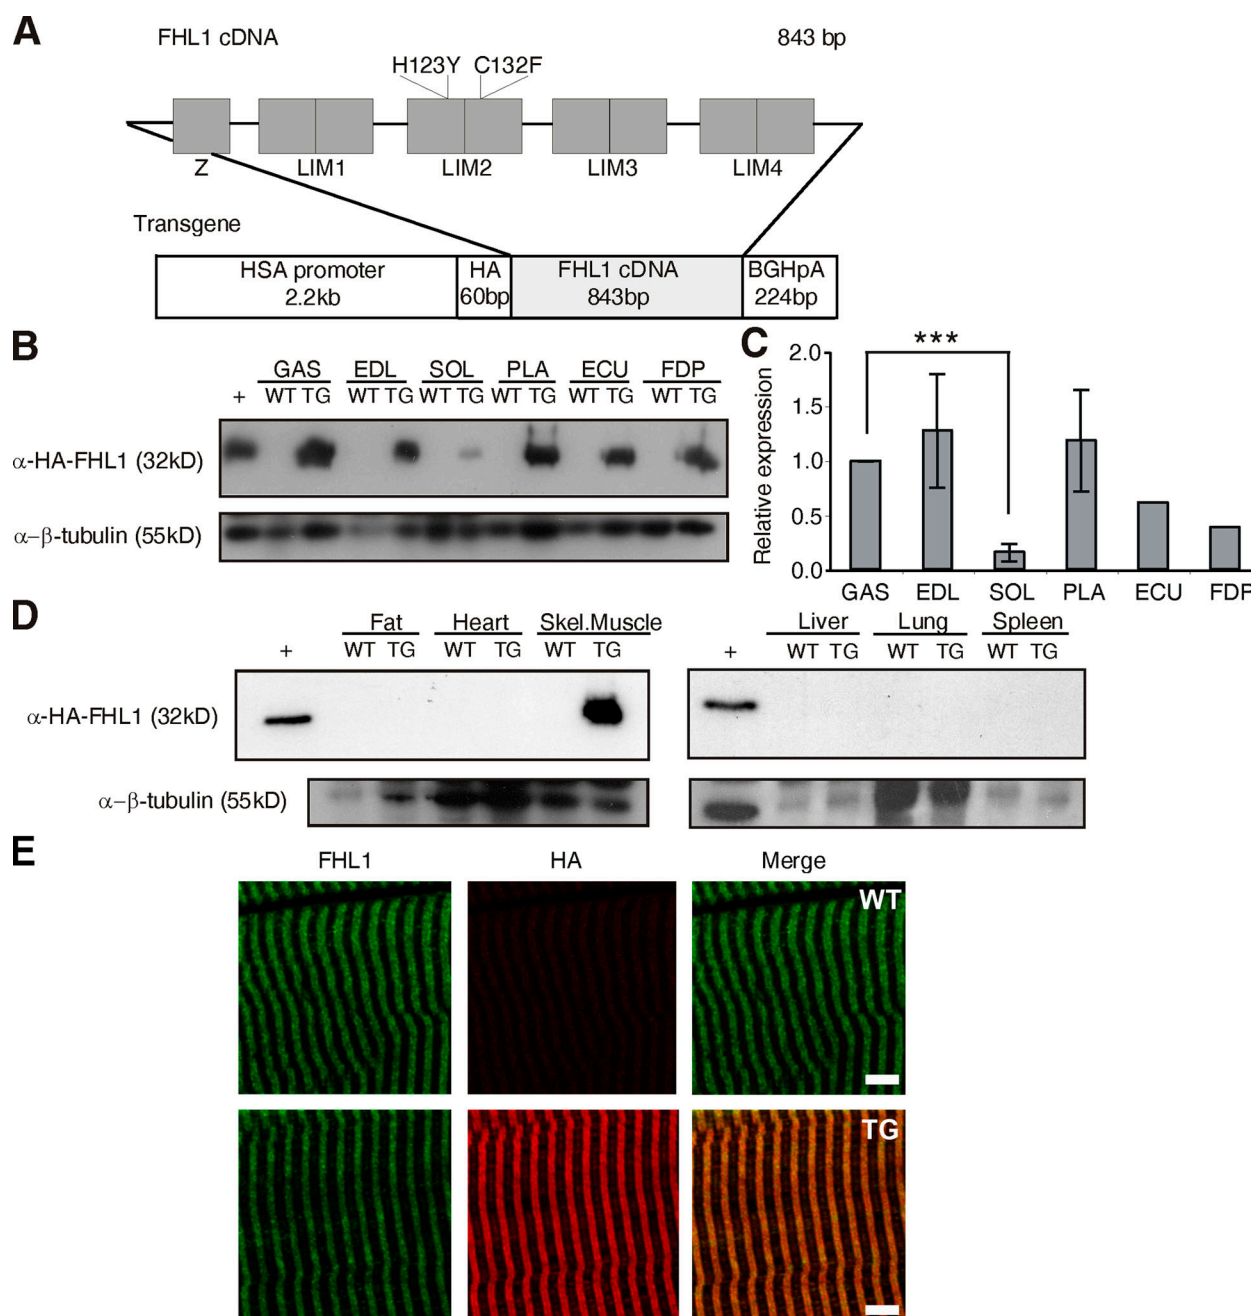 A
FHL1 cDNA 843 bp
H123Y C132F
Z LIM1 LIM2 LIM3 LIM4
Transgene
HSA promoter HA FHL1 cDNA BGHpA
2.2kb 60bp 843bp 224bp
B
GAS EDL SOL PLA ECU FDP
+ WT TG WT TG WT TG WT TG WT TG WT TG
α-HA-FHL1 (32kD)
α–β-tubulin (55kD)
C
***
Relative expression
2.0
1.5
1.0
0.5
0.0
GAS EDL SOL PLA ECU FDP
D
Fat Heart Skel.Muscle
+ WT TG WT TG WT TG
Liver Lung Spleen
+ WT TG WT TG WT TG
α-HA-FHL1 (32kD)
α–β-tubulin (55kD)
E
FHL1 HA Merge
WT
TG